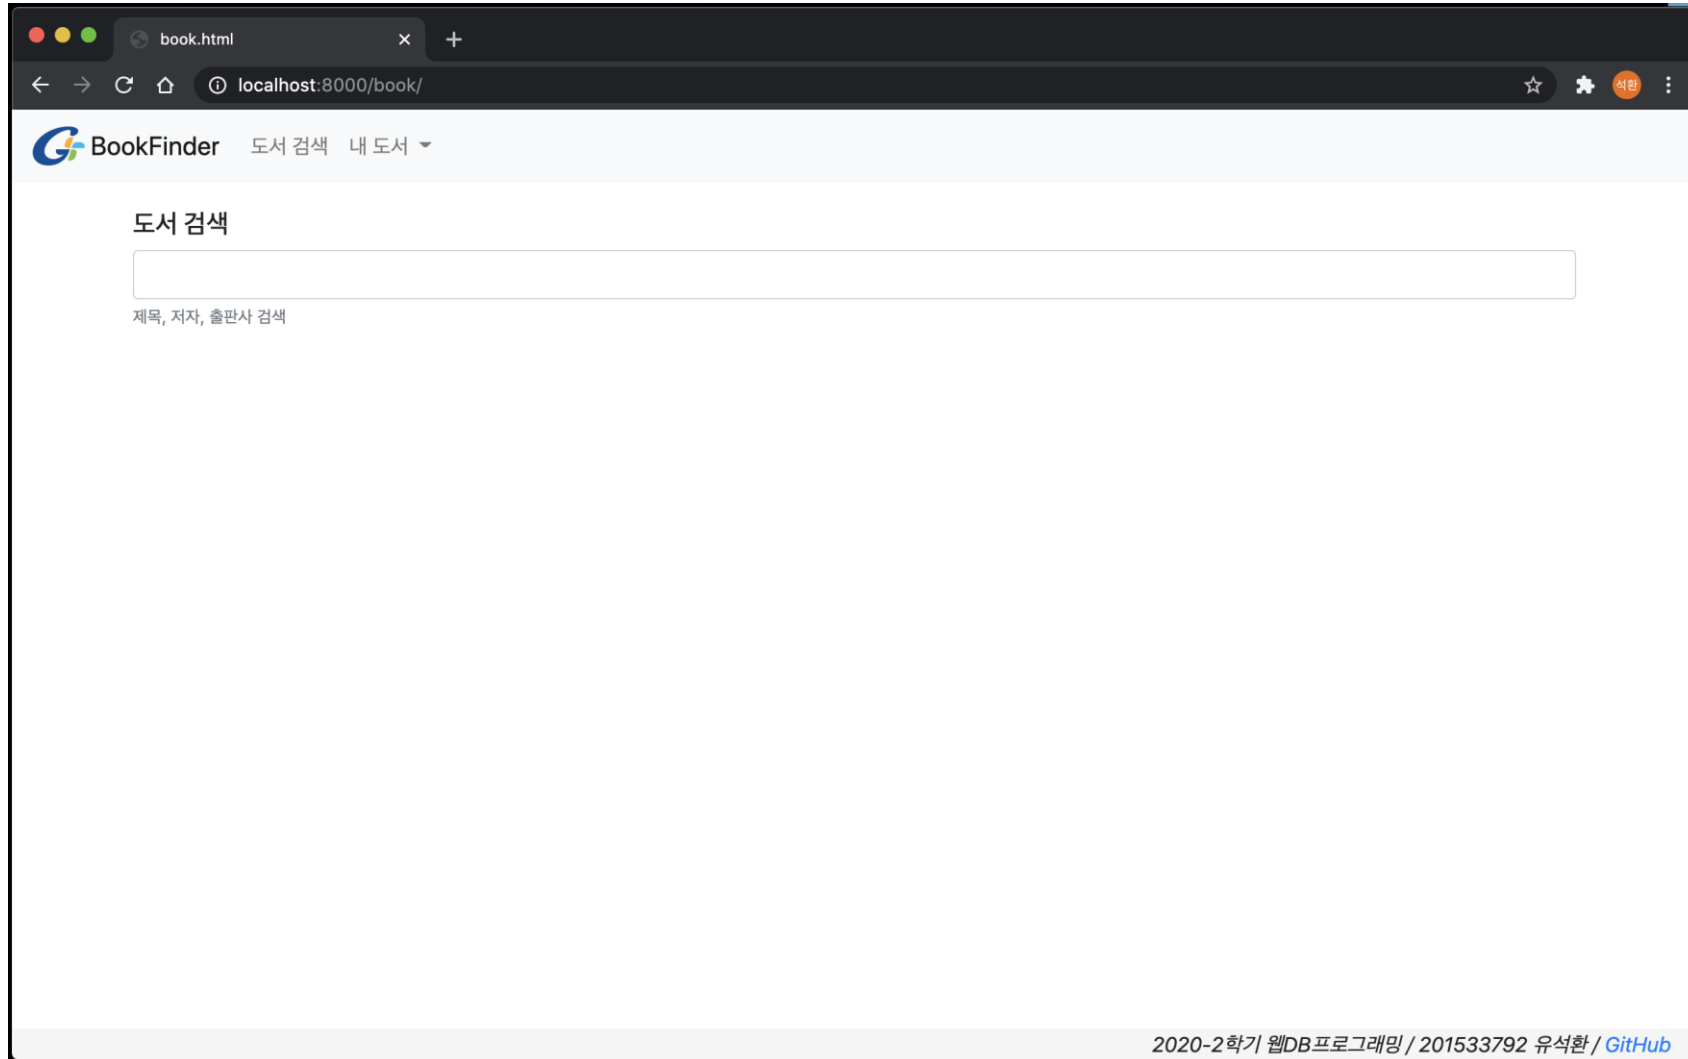 book.html
localhost:8000/book/
석환
BookFinder 도서 검색 내 도서
도서 검색
제목, 저자, 출판사 검색
2020-2학기 웹DB프로그래밍 / 201533792 유석환 / GitHub